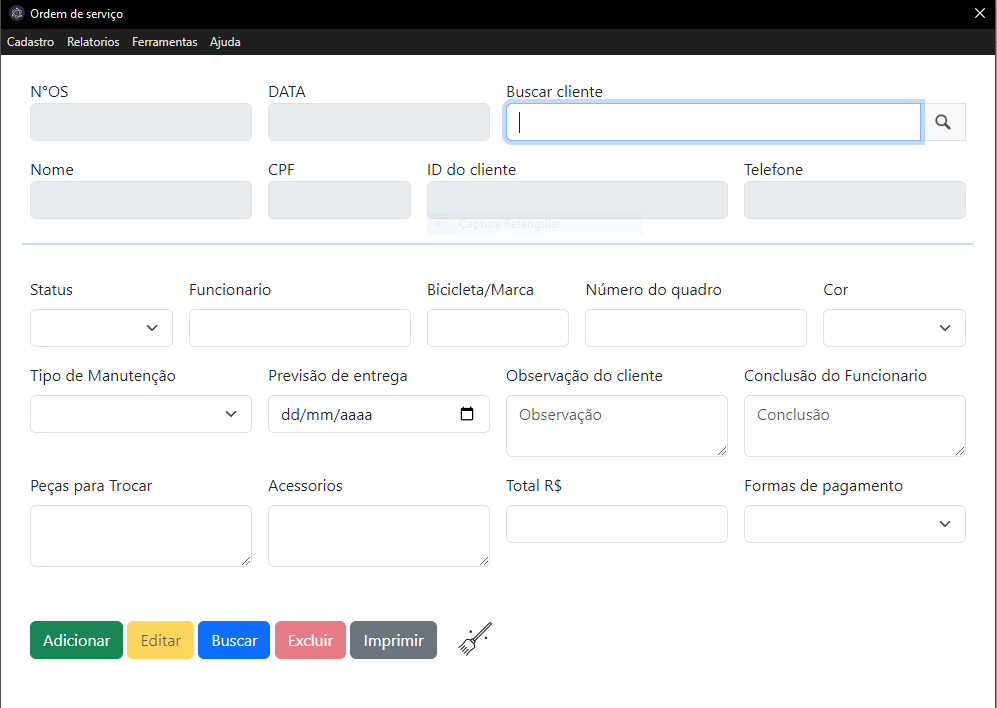 Ordem de serviço
Cadastro Relatorios Ferramentas Ajuda
N°OS DATA Buscar cliente
Nome CPF ID do cliente Telefone
Captura Retangular
Status Funcionario Bicicleta/Marca Número do quadro Cor
Tipo de Manutenção Previsão de entrega Observação do cliente Conclusão do Funcionario
dd/mm/aaaa Observação Conclusão
Peças para Trocar Acessorios Total R$ Formas de pagamento
Adicionar Editar Buscar Excluir Imprimir